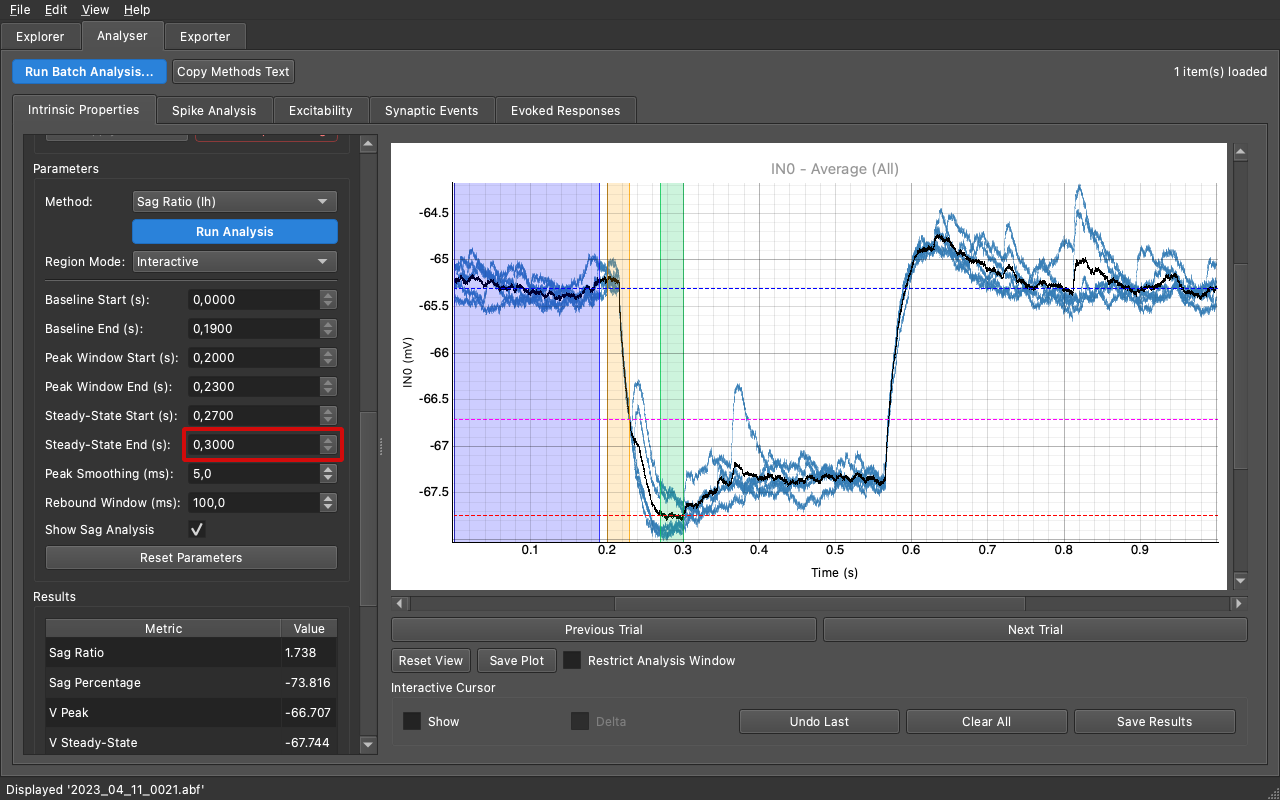 File Edit View Help
Explorer Analyser Exporter
Run Batch Analysis... Copy Methods Text 1 item(s) loaded
Intrinsic Properties Spike Analysis Excitability Synaptic Events Evoked Responses
Parameters
Method: Sag Ratio (Ih)
Run Analysis
Region Mode: Interactive
Baseline Start (s): 0,0000
Baseline End (s): 0,1900
Peak Window Start (s): 0,2000
Peak Window End (s): 0,2300
Steady-State Start (s): 0,2700
Steady-State End (s): 0,3000
Peak Smoothing (ms): 5,0
Rebound Window (ms): 100,0
Show Sag Analysis
Reset Parameters
Results
Metric Value
Sag Ratio 1.738
Sag Percentage -73.816
V Peak -66.707
V Steady-State -67.744
IN0 - Average (All)
-64.5
-65
-65.5
-66
-66.5
-67
-67.5
IN0 (mV)
0.1 0.2 0.3 0.4 0.5 0.6 0.7 0.8 0.9
Time (s)
Previous Trial Next Trial
Reset View Save Plot Restrict Analysis Window
Interactive Cursor
Show Delta Undo Last Clear All Save Results
Displayed '2023_04_11_0021.abf'